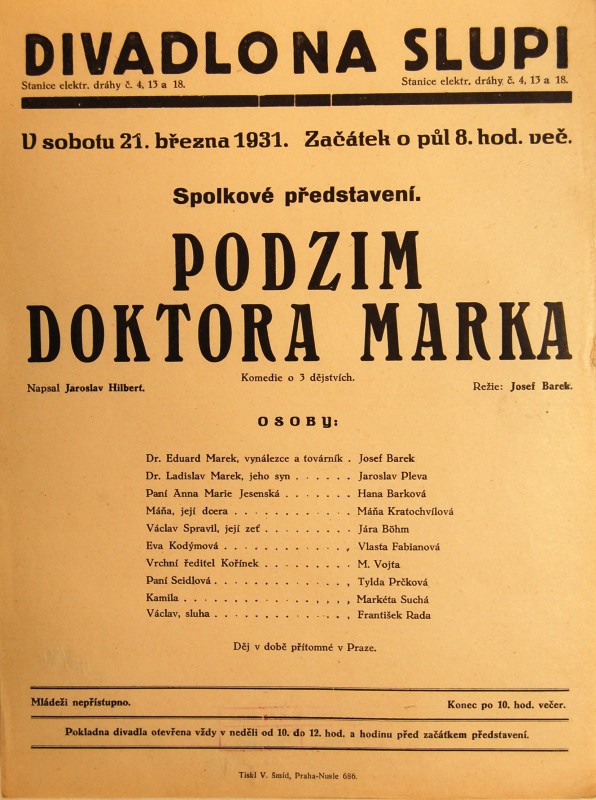 DIVADLO NA SLUPI
Stanice elektr. dráhy č. 4, 13 a 18. Stanice elektr. dráhy č. 4, 13 a 18.
V sobotu 21. března 1931. Začátek o půl 8. hod. več.
Spolkové představení.
PODZIM
DOKTORA MARKA
Komedie o 3 dějstvích.
Napsal Jaroslav Hilbert. Režie: Josef Barek.
OSOBY:
Dr. Eduard Marek, vynálezce a továrník . Josef Barek
Dr. Ladislav Marek, jeho syn . . . . . . Jaroslav Pleva
Paní Anna Marie Jesenská . . . . . . . Hana Barková
Máňa, její dcera . . . . . . . . . . . Máňa Kratochvílová
Václav Spravil, její zeť . . . . . . . . . Jára Böhm
Eva Kodýmová . . . . . . . . . . . . , Vlasta Fabianová
Vrchní ředitel Kořínek . . . . . . . . . M. Vojta
Paní Seidlová . . . . . . . . . . . . . Tylda Prčková
Kamila . . . . . . . . . . . . , , , , Markéta Suchá
Václav, sluha . . . . . . . . . . . . , František Rada
Děj v době přítomné v Praze.
Mládeži nepřístupno. Konec po 10. hod. večer.
Pokladna divadla otevřena vždy v neděli od 10. do 12. hod. a hodinu před začátkem představení.
Tiskl V. Šmíd, Praha-Nusle 686.